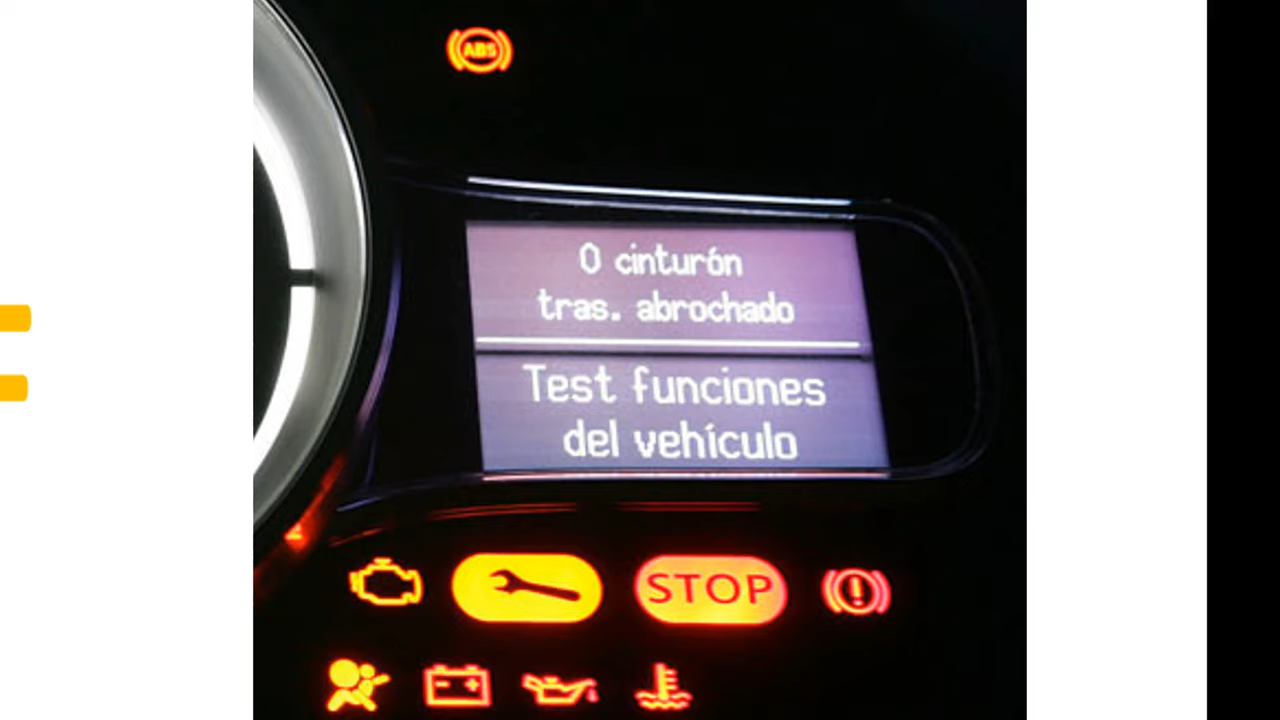 ABS
0 cinturón
tras. abrochado
Test funciones
del vehículo
STOP